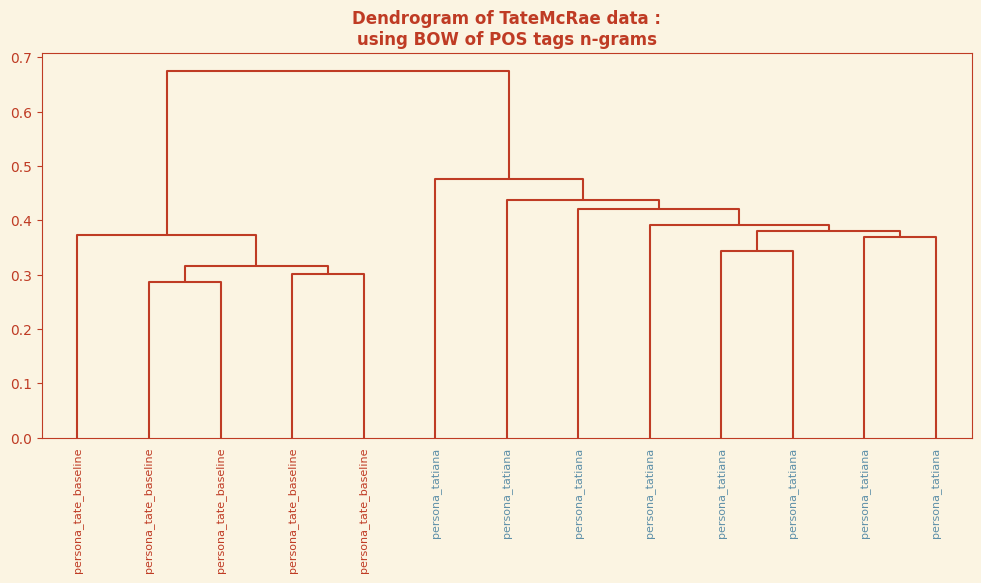 Dendrogram of TateMcRae data :
using BOW of POS tags n-grams
0.7
0.6
0.5
0.4
0.3
0.2
0.1
0.0
persona_tate_baseline
persona_tate_baseline
persona_tate_baseline
persona_tate_baseline
persona_tate_baseline
persona_tatiana
persona_tatiana
persona_tatiana
persona_tatiana
persona_tatiana
persona_tatiana
persona_tatiana
persona_tatiana